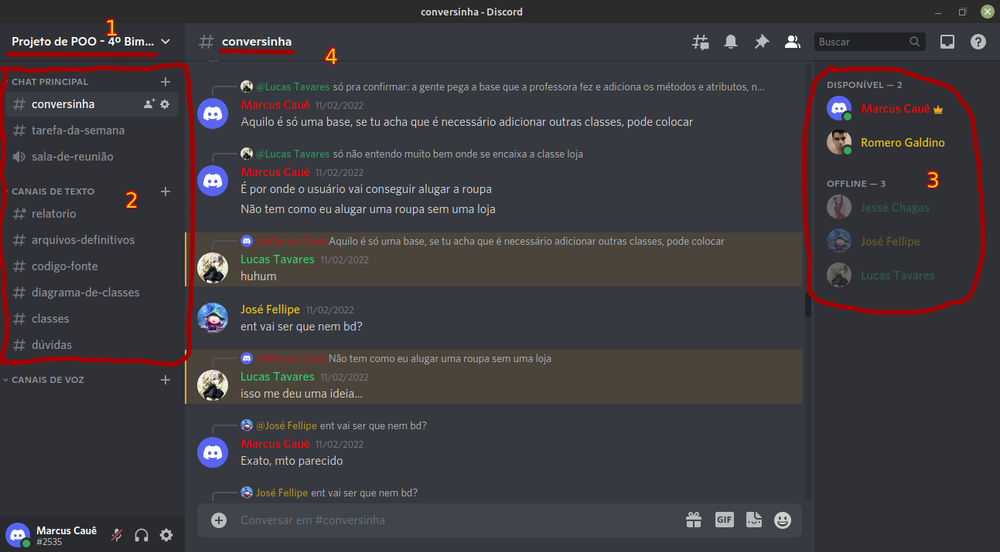 conversinha - Discord
1
Projeto de POO - 4º Bim...
conversinha
4
Buscar
CHAT PRINCIPAL
conversinha
tarefa-da-semana
sala-de-reunião
CANAIS DE TEXTO
2
relatorio
arquivos-definitivos
codigo-fonte
diagrama-de-classes
classes
dúvidas
CANAIS DE VOZ
Marcus Cauê
#2535
@Lucas Tavares só pra confirmar: a gente pega a base que a professora fez e adiciona os métodos e atributos, n...
Marcus Cauê 11/02/2022
Aquilo é só uma base, se tu acha que é necessário adicionar outras classes, pode colocar
@Lucas Tavares só não entendo muito bem onde se encaixa a classe loja
Marcus Cauê 11/02/2022
É por onde o usuário vai conseguir alugar a roupa
Não tem como eu alugar uma roupa sem uma loja
@Marcus Cauê Aquilo é só uma base, se tu acha que é necessário adicionar outras classes, pode colocar
Lucas Tavares 11/02/2022
huhum
José Fellipe 11/02/2022
ent vai ser que nem bd?
@Marcus Cauê Não tem como eu alugar uma roupa sem uma loja
Lucas Tavares 11/02/2022
isso me deu uma ideia...
@José Fellipe ent vai ser que nem bd?
Marcus Cauê 11/02/2022
Exato, mto parecido
José Fellipe ent vai ser que nem bd?
Conversar em #conversinha
GIF
DISPONÍVEL — 2
Marcus Cauê
Romero Galdino
OFFLINE — 3
3
Jessé Chagas
José Fellipe
Lucas Tavares